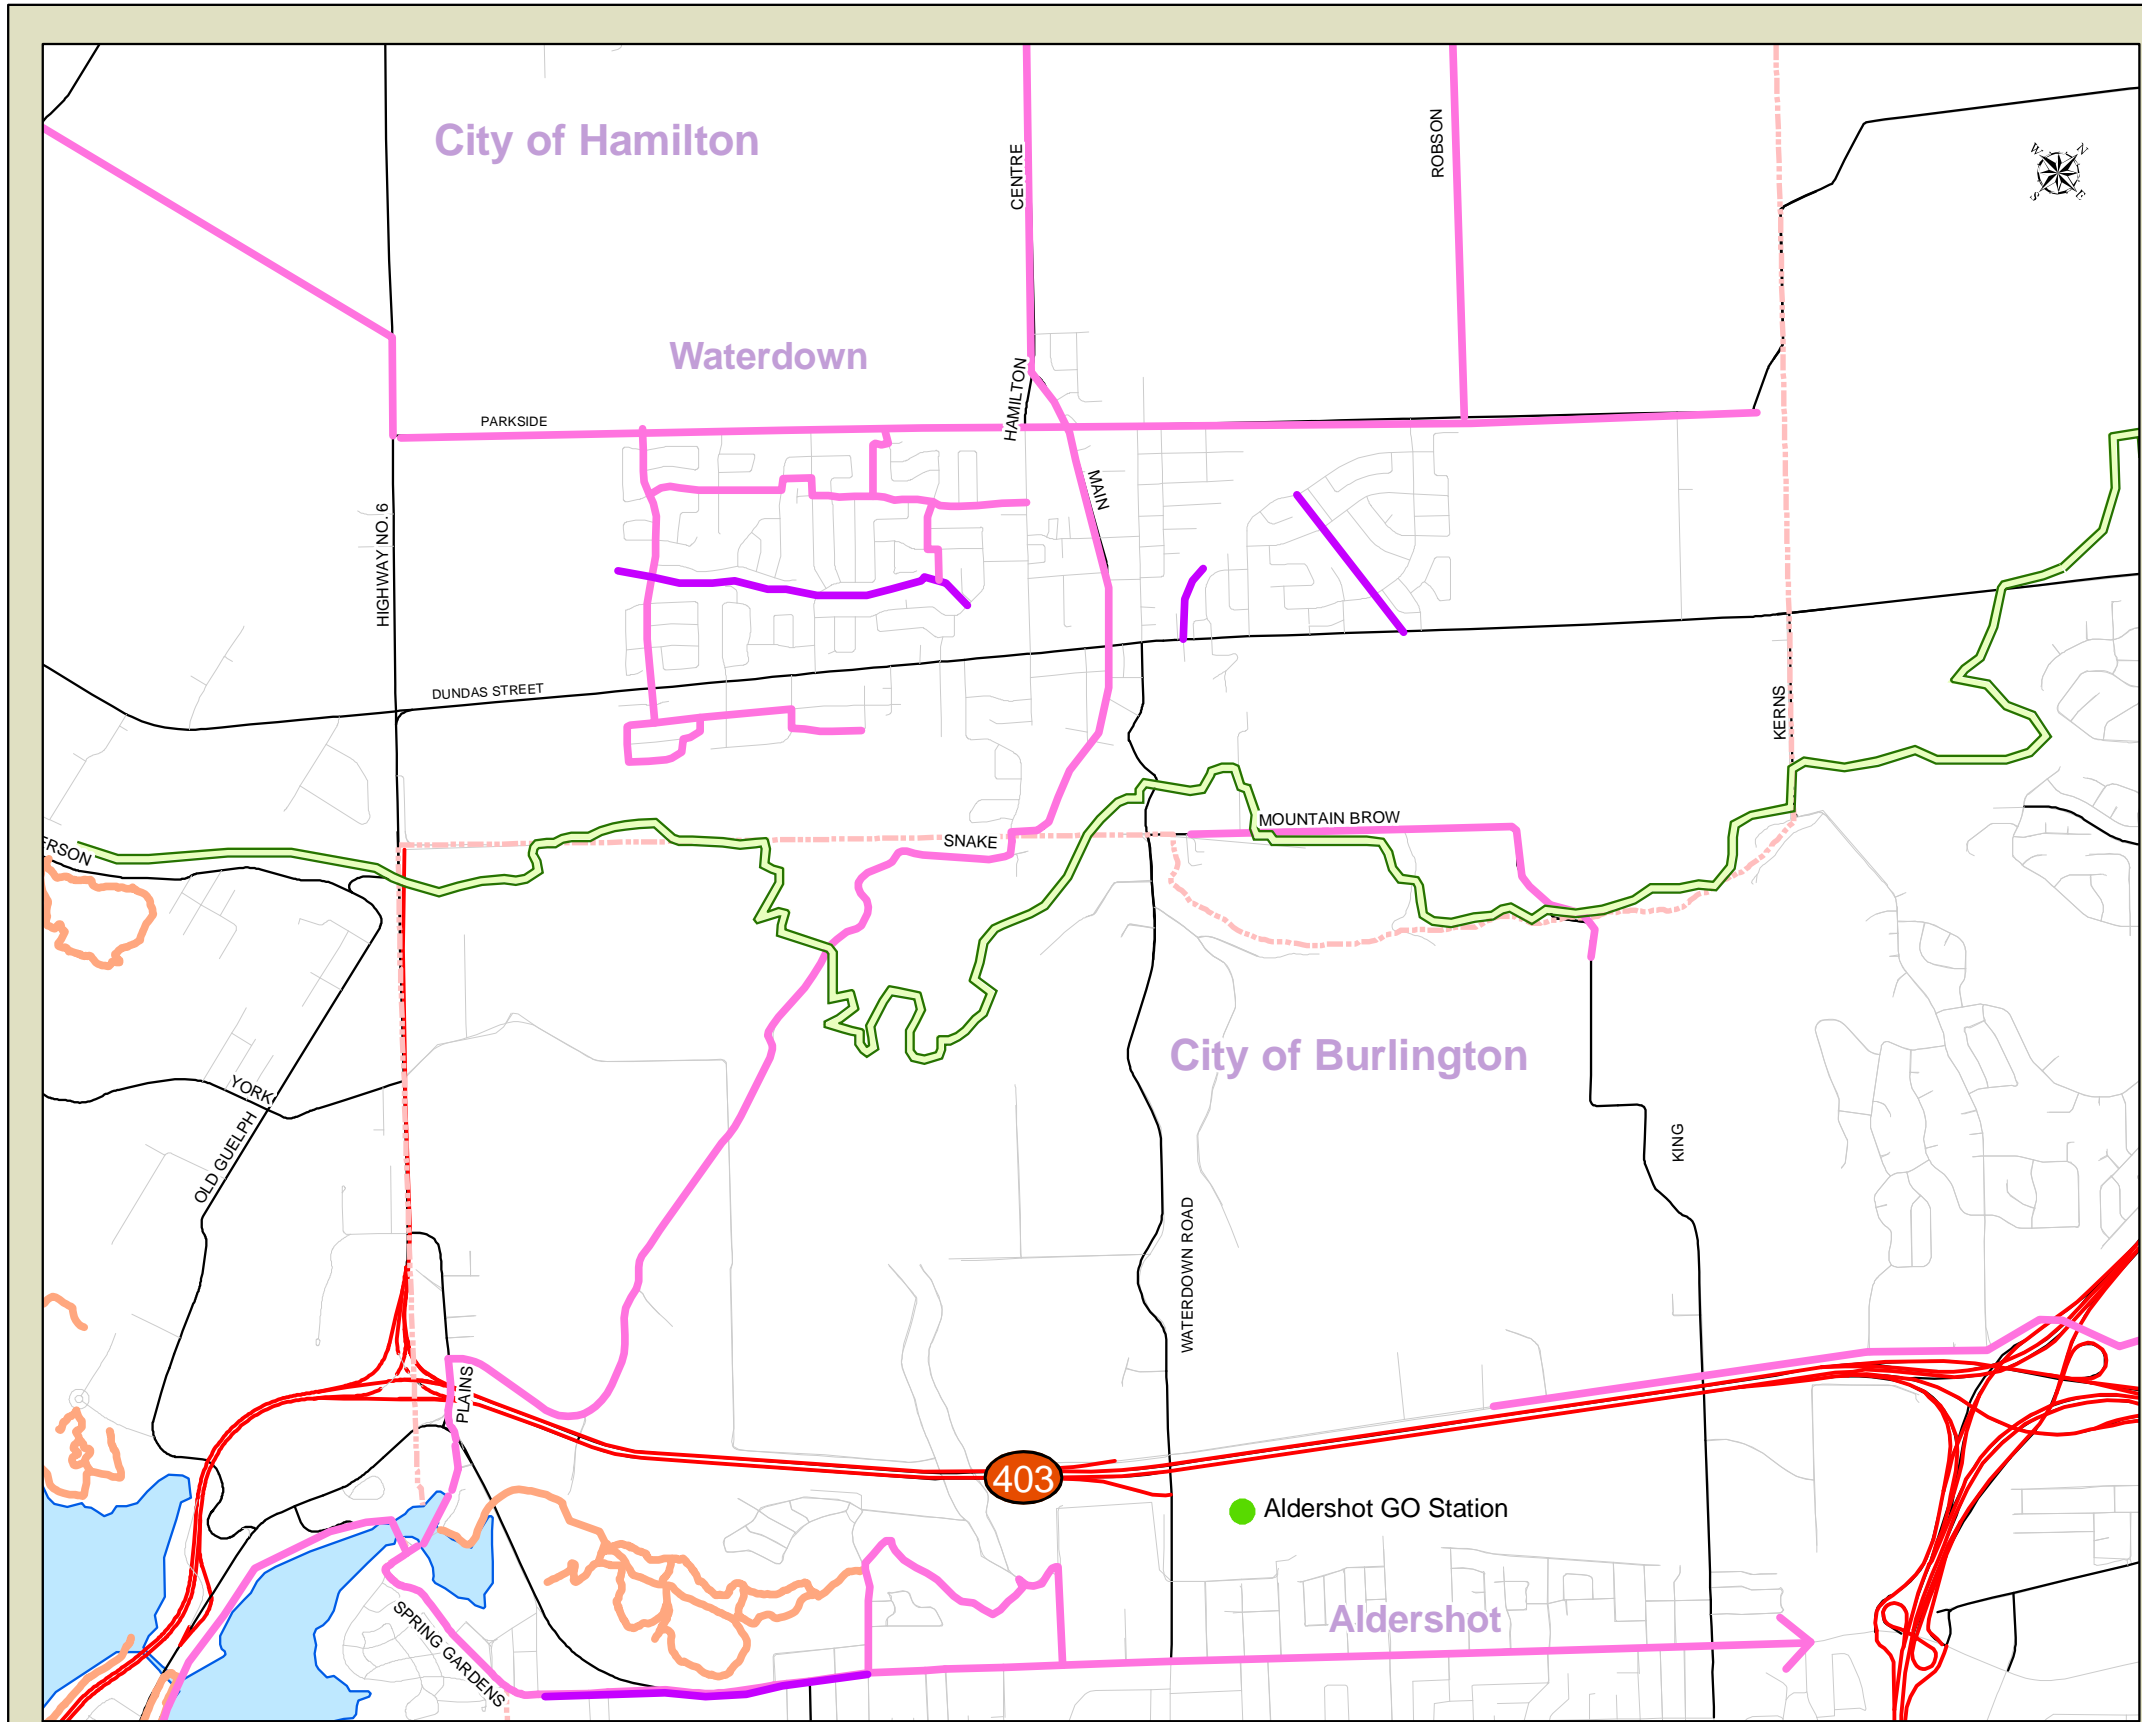 City of Hamilton
CENTRE
ROBSON
W
N
S
E
Waterdown
HAMILTON
PARKSIDE
MAIN
HIGHWAY NO. 6
DUNDAS STREET
KERNS
MOUNTAIN BROW
SNAKE
ERSON
City of Burlington
YORK
OLD GUELPH
KING
WATERDOWN ROAD
PLAINS
403
Aldershot GO Station
SPRING GARDENS
Aldershot